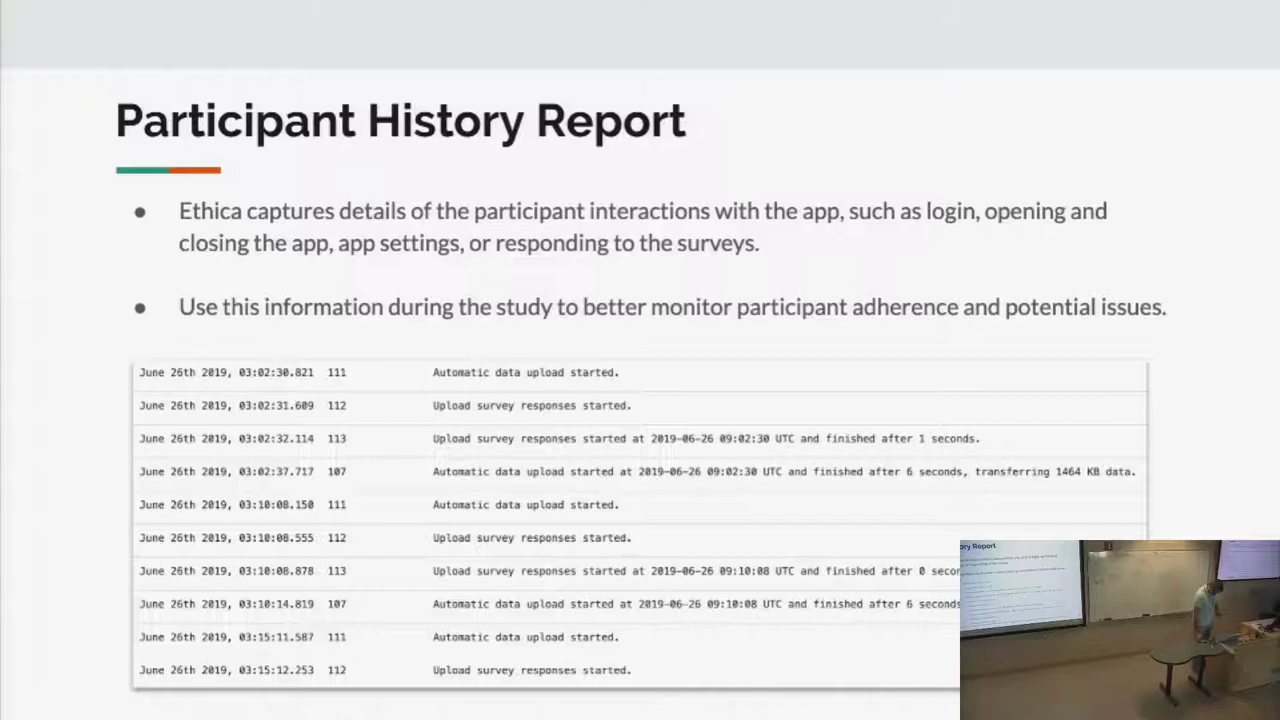 Participant History Report
● Ethica captures details of the participant interactions with the app, such as login, opening and
closing the app, app settings, or responding to the surveys.
● Use this information during the study to better monitor participant adherence and potential issues.
June 26th 2019, 03:02:30.821 111 Automatic data upload started.
June 26th 2019, 03:02:31.609 112 Upload survey responses started.
June 26th 2019, 03:02:32.114 113 Upload survey responses started at 2019-06-26 09:02:30 UTC and finished after 1 seconds.
June 26th 2019, 03:02:37.717 107 Automatic data upload started at 2019-06-26 09:02:30 UTC and finished after 6 seconds, transferring 1464 KB data.
June 26th 2019, 03:10:08.150 111 Automatic data upload started.
June 26th 2019, 03:10:08.555 112 Upload survey responses started.
June 26th 2019, 03:10:08.878 113 Upload survey responses started at 2019-06-26 09:10:08 UTC and finished after 0 secon
June 26th 2019, 03:10:14.819 107 Automatic data upload started at 2019-06-26 09:10:08 UTC and finished after 6 seconds
June 26th 2019, 03:15:11.587 111 Automatic data upload started.
June 26th 2019, 03:15:12.253 112 Upload survey responses started.
ory Report